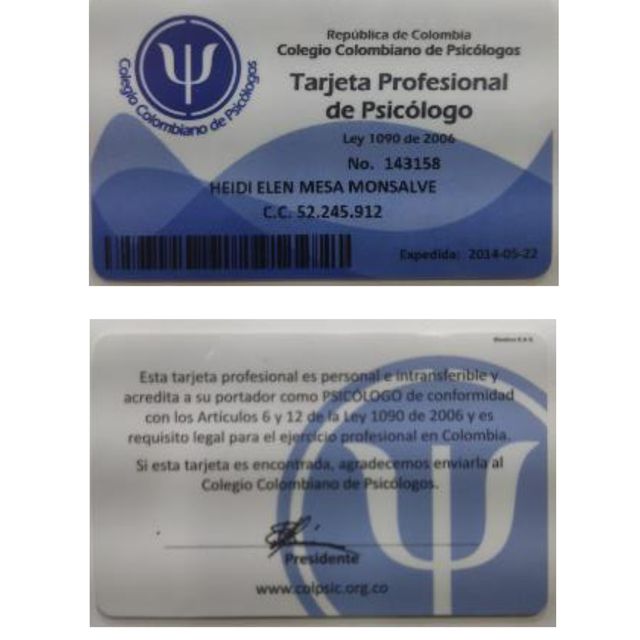 Colegio Colombiano de Psicólogos
República de Colombia
Colegio Colombiano de Psicólogos
Tarjeta Profesional
de Psicólogo
Ley 1090 de 2006
No. 143158
HEIDI ELEN MESA MONSALVE
C.C. 52.245.912
Expedida: 2014-05-22
Esta tarjeta profesional es personal e intransferible y
acredita a su portador como PSICÓLOGO de conformidad
con los Artículos 6 y 12 de la Ley 1090 de 2006 y es
requisito legal para el ejercicio profesional en Colombia.
Si esta tarjeta es encontrada, agradecemos enviarla al
Colegio Colombiano de Psicólogos.
Presidente
www.colpsic.org.co